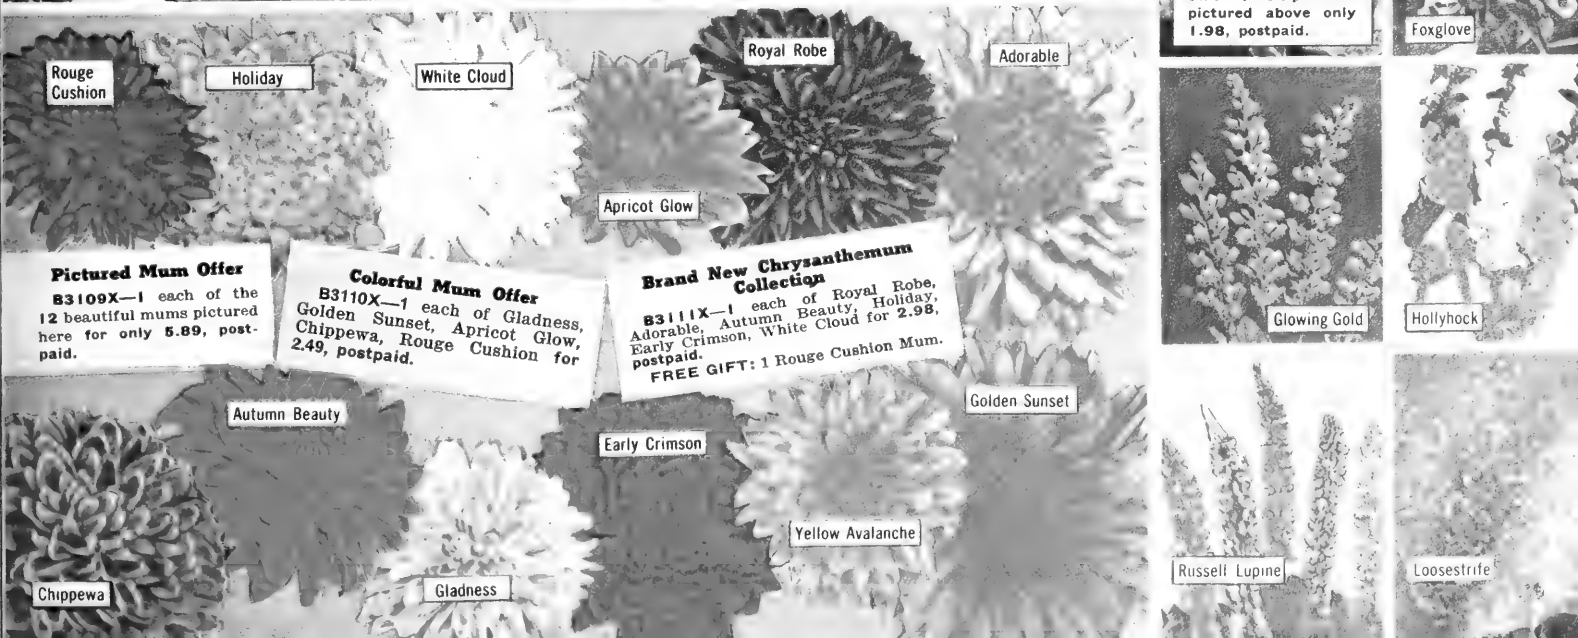 Rouge
Cushion
Holiday
White Cloud
Apricot Glow
Royal Robe
Adorable
Pictured Mum Offer
B3109X—1 each of the
12 beautiful mums pictured
here for only 5.89, post-
paid.
Colorful Mum Offer
B3110X—1 each of Gladness,
Golden Sunset, Apricot Glow,
Chippewa, Rouge Cushion for
2.49, postpaid.
Brand New Chrysanthemum
Collection
B3111X—1 each of Royal Robe,
Adorable, Autumn Beauty, Holiday,
Early Crimson, White Cloud for 2.98,
postpaid.
FREE GIFT: 1 Rouge Cushion Mum.
Autumn Beauty
Chippewa
Gladness
Early Crimson
Yellow Avalanche
Golden Sunset
pictured above only
1.98, postpaid.
Foxglove
Glowing Gold
Hollyhock
Russell Lupine
Loosestrife